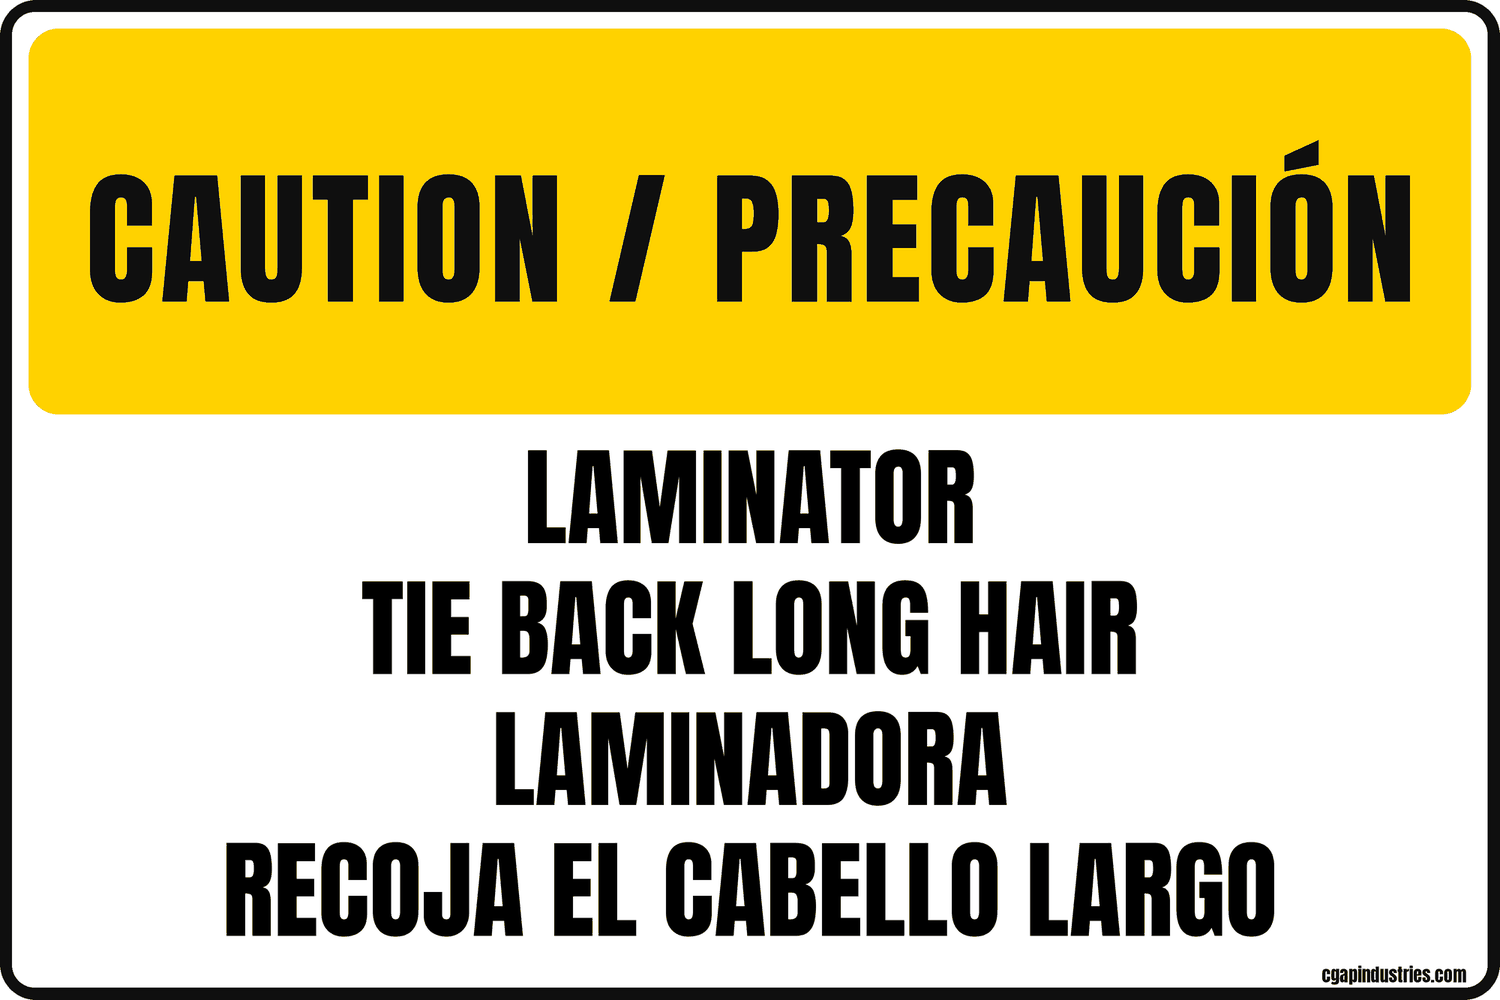 CAUTION / PRECAUCIÓN
LAMINATOR
TIE BACK LONG HAIR
LAMINADORA
RECOJA EL CABELLO LARGO
cgapindustries.com